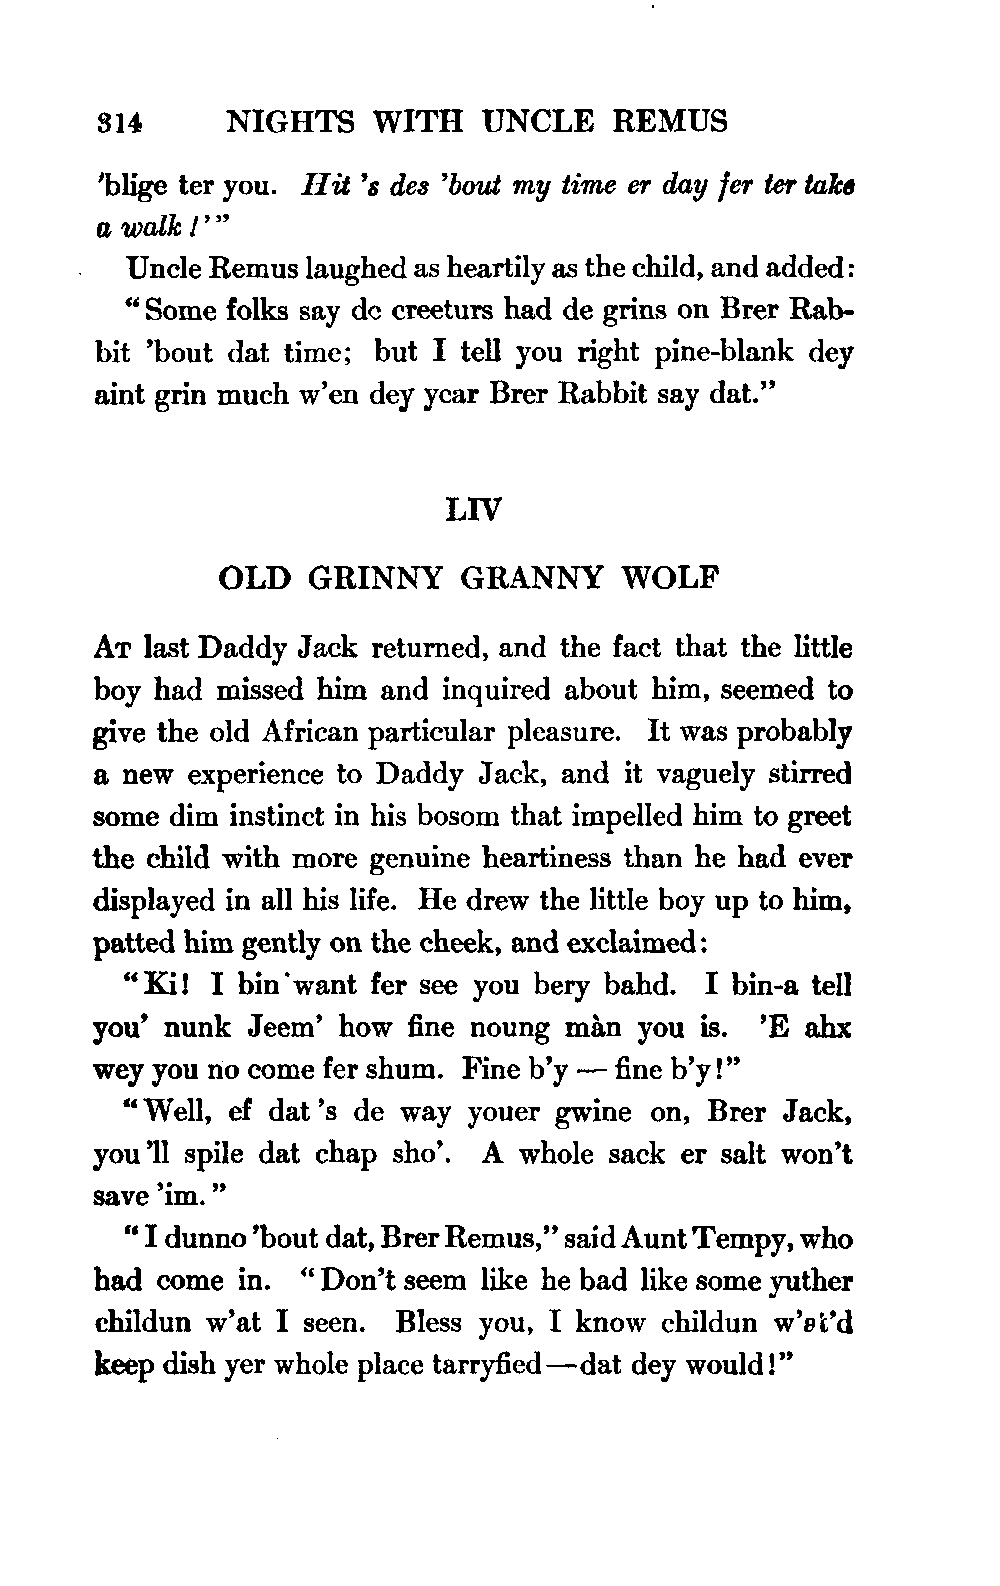 314 NIGHTS WITH UNCLE REMUS
'blige ter you. Hit 's des 'bout my time er day fer ter take
a walk!'"
Uncle Remus laughed as heartily as the child, and added:
"Some folks say de creeturs had de grins on Brer Rab-
bit 'bout dat time; but I tell you right pine-blank dey
aint grin much w'en dey year Brer Rabbit say dat."
LIV
OLD GRINNY GRANNY WOLF
AT last Daddy Jack returned, and the fact that the little
boy had missed him and inquired about him, seemed to
give the old African particular pleasure. It was probably
a new experience to Daddy Jack, and it vaguely stirred
some dim instinct in his bosom that impelled him to greet
the child with more genuine heartiness than he had ever
displayed in all his life. He drew the little boy up to him,
patted him gently on the cheek, and exclaimed:
"Ki! I bin want fer see you bery bahd. I bin-a tell
you' nunk Jeem' how fine noung màn you is. 'E ahx
wey you no come fer shum. Fine b'y — fine b'y!"
"Well, ef dat 's de way youer gwine on, Brer Jack,
you 'll spile dat chap sho'. A whole sack er salt won't
save 'im."
"I dunno 'bout dat, Brer Remus," said Aunt Tempy, who
had come in. "Don't seem like he bad like some yuther
childun w'at I seen. Bless you, I know childun w'at'd
keep dish yer whole place tarryfied — dat dey would!"